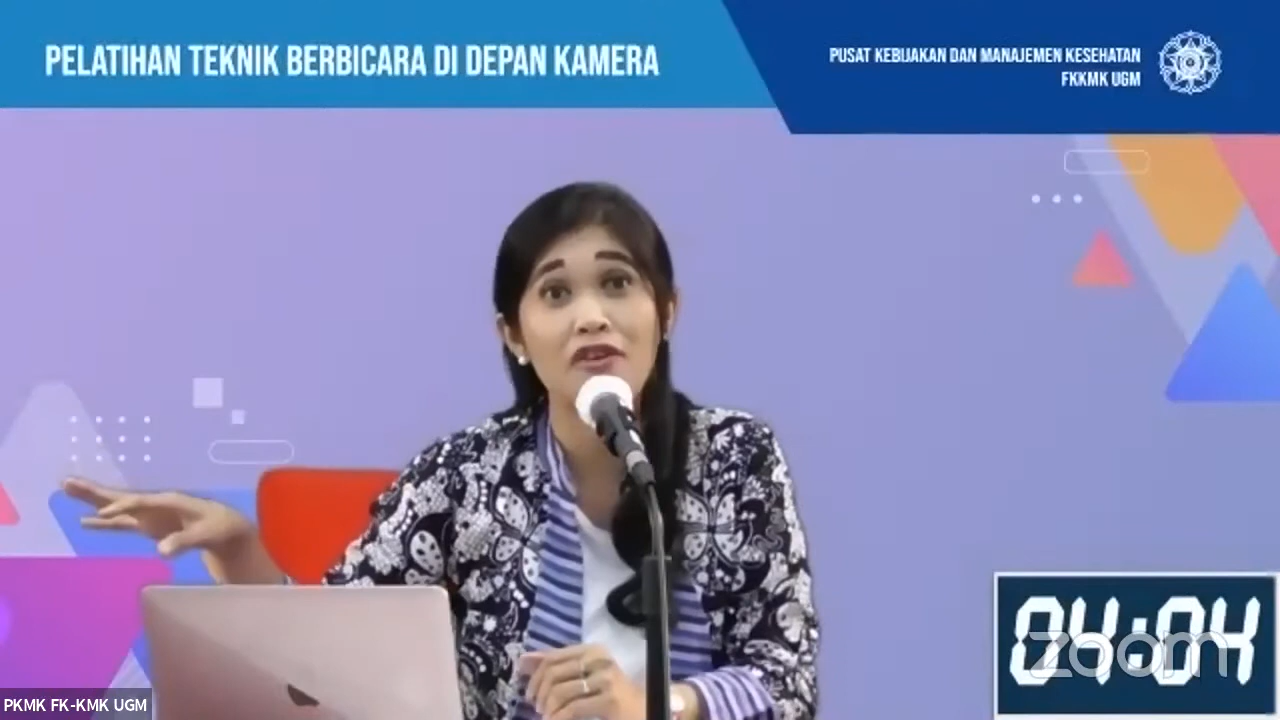 PELATIHAN TEKNIK BERBICARA DI DEPAN KAMERA
PUSAT KEBIJAKAN DAN MANAJEMEN KESEHATAN
FKKMK UGM
04:04
zoom
PKMK FK-KMK UGM